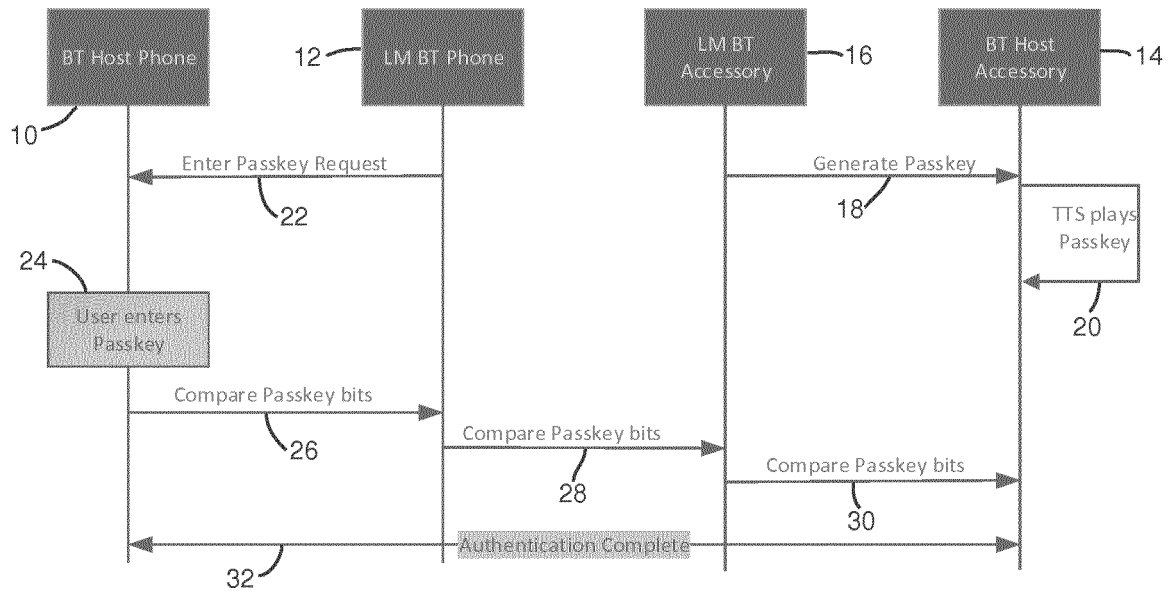 BT Host Phone
10
12
LM BT Phone
LM BT
Accessory
16
BT Host
Accessory
14
Enter Passkey Request
22
Generate Passkey
18
TTS plays
Passkey
20
24
User enters
Passkey
Compare Passkey bits
26
Compare Passkey bits
28
Compare Passkey bits
30
Authentication Complete
32